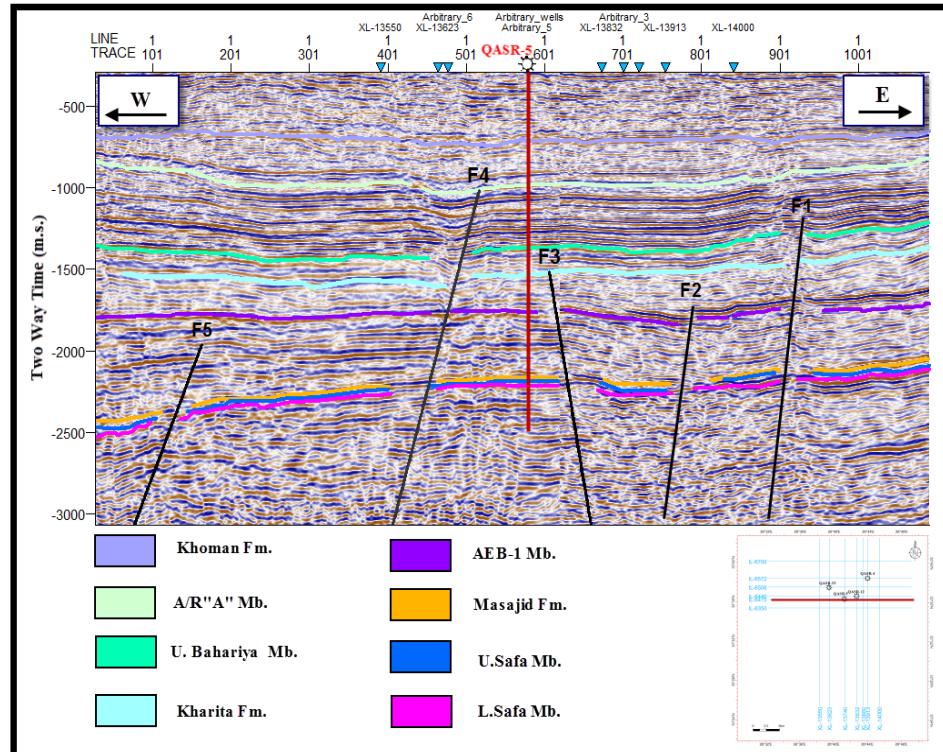 Arbitrary_6 Arbitrary_wells Arbitrary_3
XL-13550 XL-13623 Arbitrary_5 XL-13832 XL-13913 XL-14000
LINE 1 1 1 1 1 1 1 1 1 1
TRACE 101 201 301 401 501 601 701 801 901 1001
QASR-5
W
E
-500
-1000
-1500
-2000
-2500
-3000
Two Way Time (m.s.)
F4
F1
F3
F2
F5
Khoman Fm.
AEB-1 Mb.
A/R"A" Mb.
Masajid Fm.
U. Bahariya Mb.
U.Safa Mb.
Kharita Fm.
L.Safa Mb.